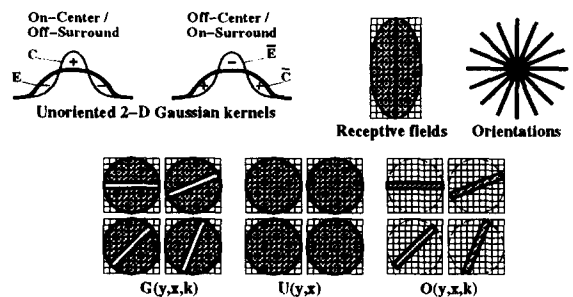 On-Center /
Off-Surround
C
+
E
−
−
Off-Center /
On-Surround
−
E̅
+
+
C̃
Unoriented 2-D Gaussian kernels
Receptive fields
Orientations
G(y,x,k)
U(y,x)
O(y,x,k)